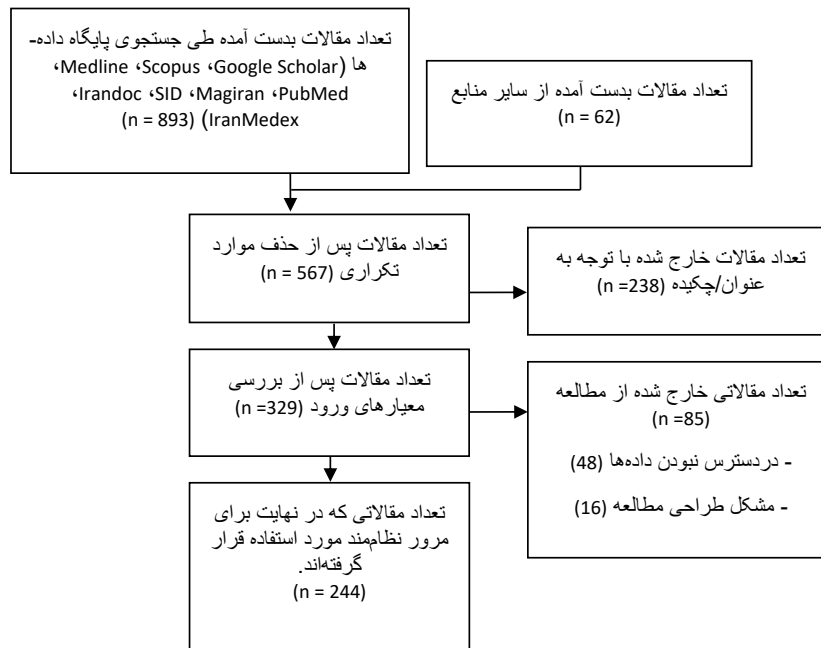 تعداد مقالات بدست آمده طی جستجوی پایگاه داده-
ها (Medline ،Scopus ،Google Scholar،
Irandoc ،SID ،Magiran ،PubMed،
IranMedex) (n = 893)
تعداد مقالات بدست آمده از سایر منابع
(n = 62)
تعداد مقالات پس از حذف موارد
تکراری (n = 567)
تعداد مقالات خارج شده با توجه به
عنوان/چکیده (n =238)
تعداد مقالات پس از بررسی
معیارهای ورود (n =329)
تعداد مقالاتی خارج شده از مطالعه
(n =85)
- دردسترس نبودن داده‌ها (48)
- مشکل طراحی مطالعه (16)
تعداد مقالاتی که در نهایت برای
مرور نظام‌مند مورد استفاده قرار
گرفته‌اند.
(n = 244)